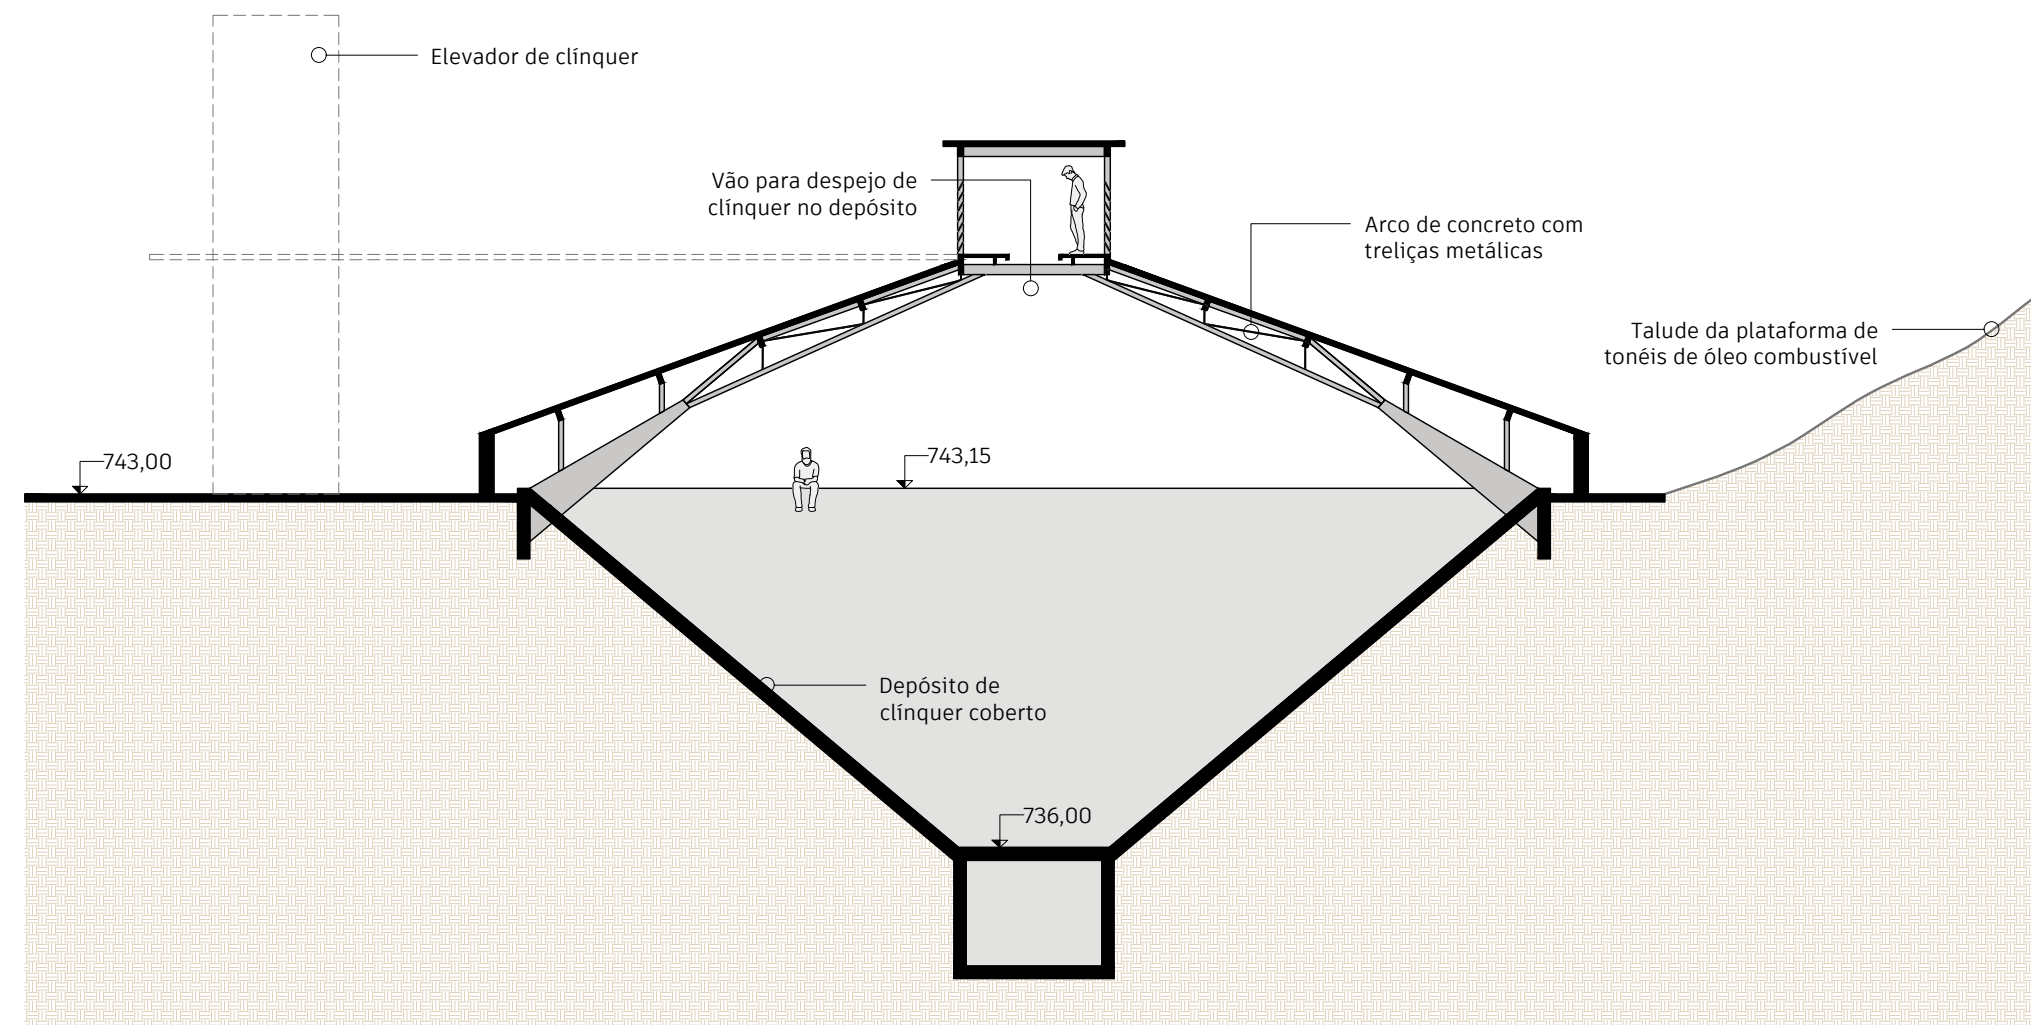 Elevador de clínquer
Vão para despejo de
clínquer no depósito
Arco de concreto com
treliças metálicas
Talude da plataforma de
tonéis de óleo combustível
743,00
743,15
Depósito de
clínquer coberto
736,00